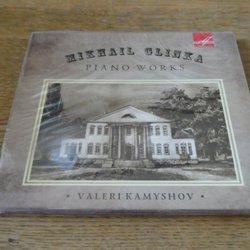 MIKHAIL GLINKA
PIANO WORKS
• VALERI KAMYSHOV •